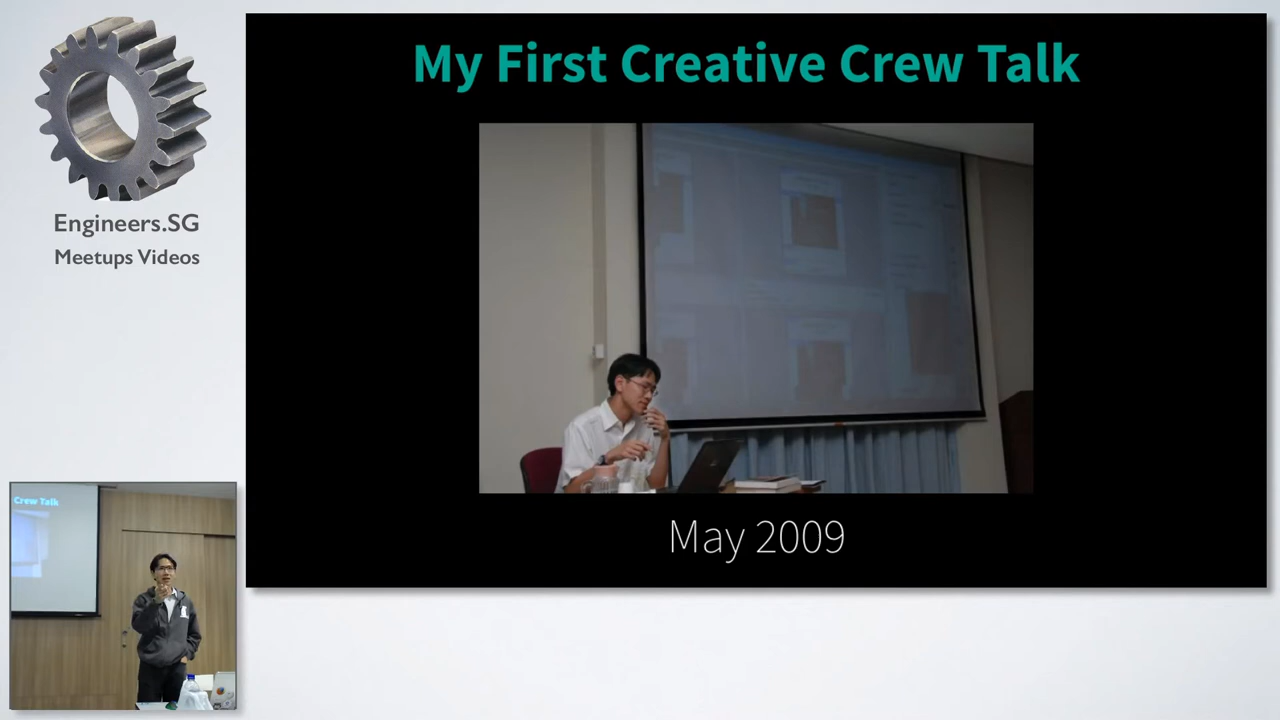 My First Creative Crew Talk
Engineers.SG
Meetups Videos
Crew Talk
May 2009